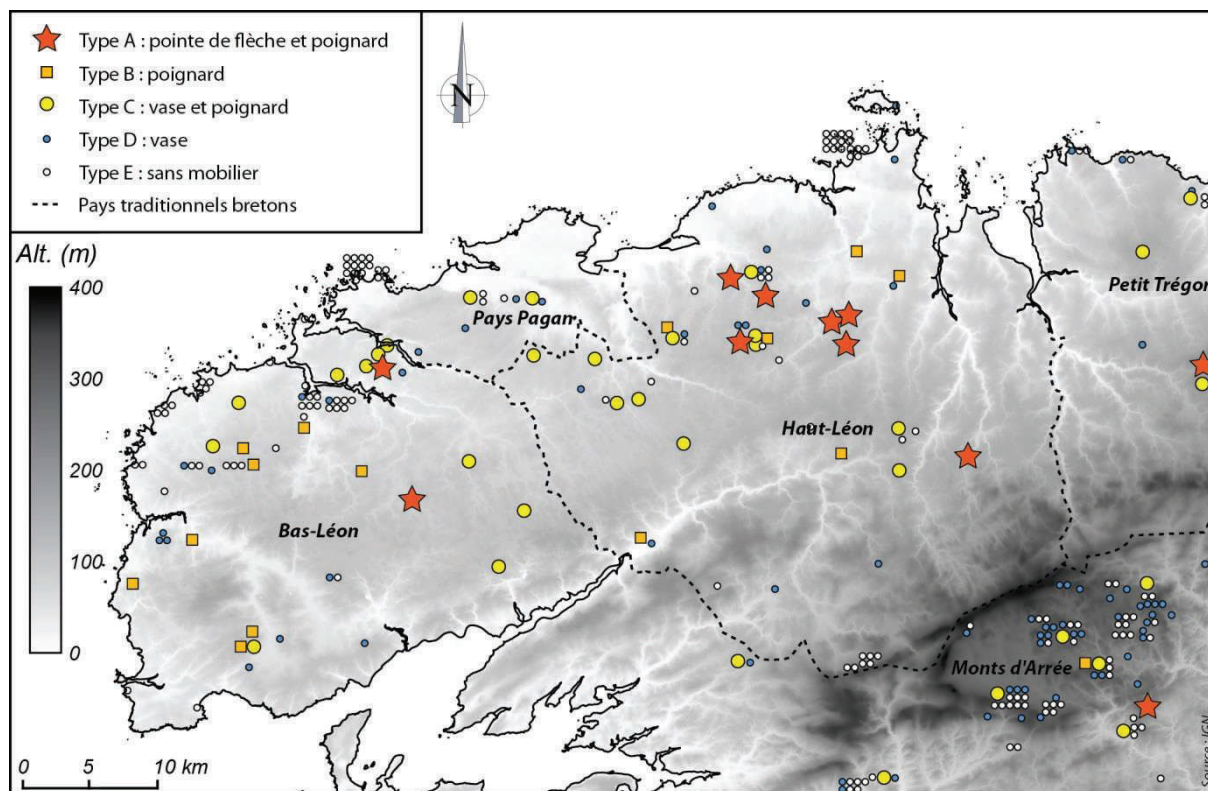 Type A : pointe de flèche et poignard
Type B : poignard
Type C : vase et poignard
Type D : vase
Type E : sans mobilier
Pays traditionnels bretons
N
Alt. (m)
400
300
200
100
0
Petit Trégor
Pays Pagan
Haut-Léon
Bas-Léon
Monts d'Arrée
0 5 10 km
Source : IGN